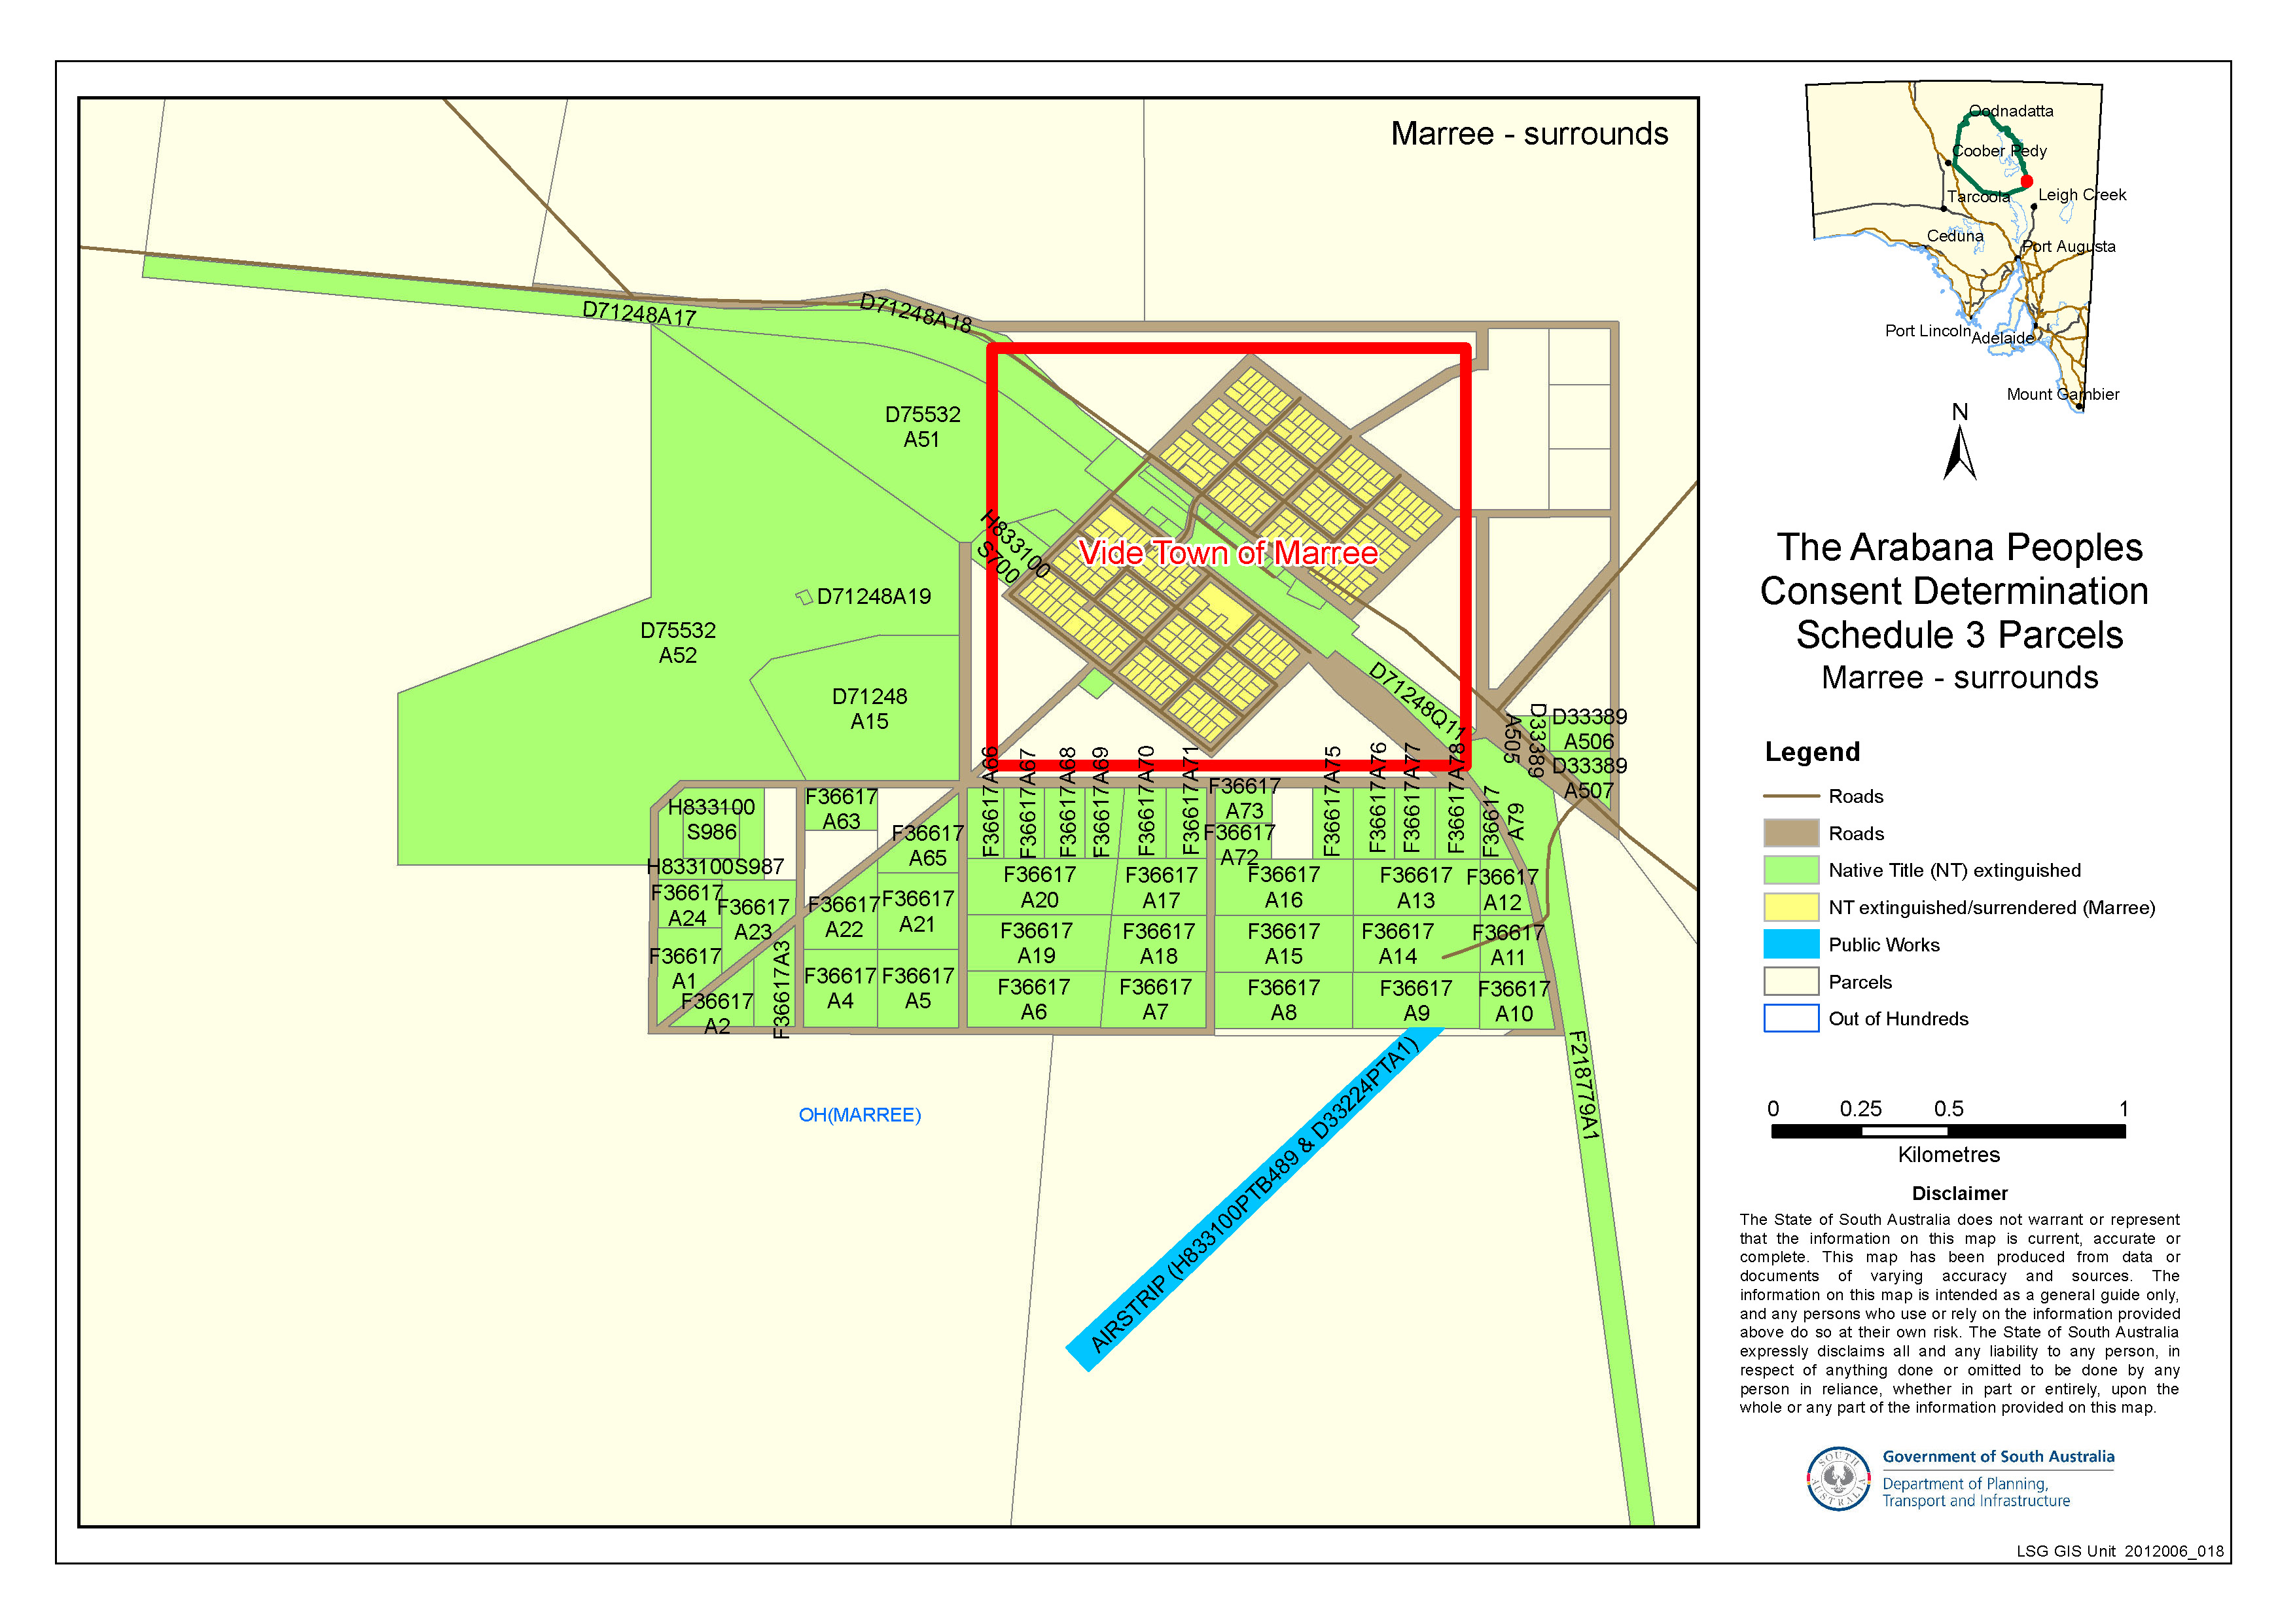 Marree - surrounds
D71248A17
D71248A18
D75532
A51
H833100
S700
Vide Town of Marree
D71248A19
D75532
A52
D71248
A15
D71248Q11
D33389
A505
D33389
A506
D33389
A507
F36617A66
F36617A67
F36617A68
F36617A69
F36617A70
F36617A71
F36617
A73
F36617
A72
F36617A75
F36617A76
F36617A77
F36617A78
F36617
A79
H833100
S986
H833100S987
F36617
A63
F36617
A65
F36617
A24
F36617
A23
F36617
A22
F36617
A21
F36617
A20
F36617
A17
F36617
A16
F36617
A13
F36617
A12
F36617
A19
F36617
A18
F36617
A15
F36617
A14
F36617
A11
F36617
A1
F36617
A2
F36617A3
F36617
A4
F36617
A5
F36617
A6
F36617
A7
F36617
A8
F36617
A9
F36617
A10
F218779A1
OH(MARREE)
AIRSTRIP (H833100PTB489 & D33224PTA1)
Oodnadatta
Coober Pedy
Tarcoola
Leigh Creek
Ceduna
Port Augusta
Port Lincoln
Adelaide
Mount Gambier
N
The Arabana Peoples
Consent Determination
Schedule 3 Parcels
Marree - surrounds
Legend
Roads
Roads
Native Title (NT) extinguished
NT extinguished/surrendered (Marree)
Public Works
Parcels
Out of Hundreds
0 0.25 0.5 1
Kilometres
Disclaimer
The State of South Australia does not warrant or represent
that the information on this map is current, accurate or
complete. This map has been produced from data or
documents of varying accuracy and sources. The
information on this map is intended as a general guide only,
and any persons who use or rely on the information provided
above do so at their own risk. The State of South Australia
expressly disclaims all and any liability to any person, in
respect of anything done or omitted to be done by any
person in reliance, whether in part or entirely, upon the
whole or any part of the information provided on this map.
SOUTH AUSTRALIA
Government of South Australia
Department of Planning,
Transport and Infrastructure
LSG GIS Unit 2012006_018